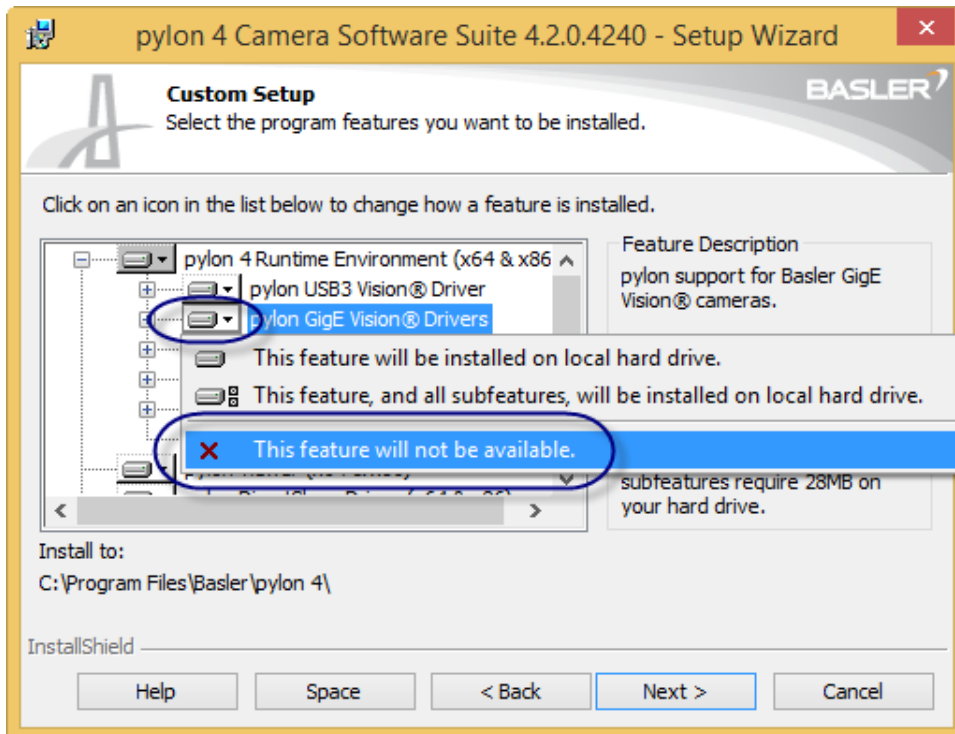 pylon 4 Camera Software Suite 4.2.0.4240 - Setup Wizard
Custom Setup
BASLER
Select the program features you want to be installed.
Click on an icon in the list below to change how a feature is installed.
pylon 4 Runtime Environment (x64 & x86
pylon USB3 Vision® Driver
pylon GigE Vision® Drivers
Feature Description
pylon support for Basler GigE
Vision® cameras.
This feature will be installed on local hard drive.
This feature, and all subfeatures, will be installed on local hard drive.
This feature will not be available.
subfeatures require 28MB on
your hard drive.
Install to:
C:\Program Files\Basler\pylon 4\
InstallShield
Help
Space
< Back
Next >
Cancel